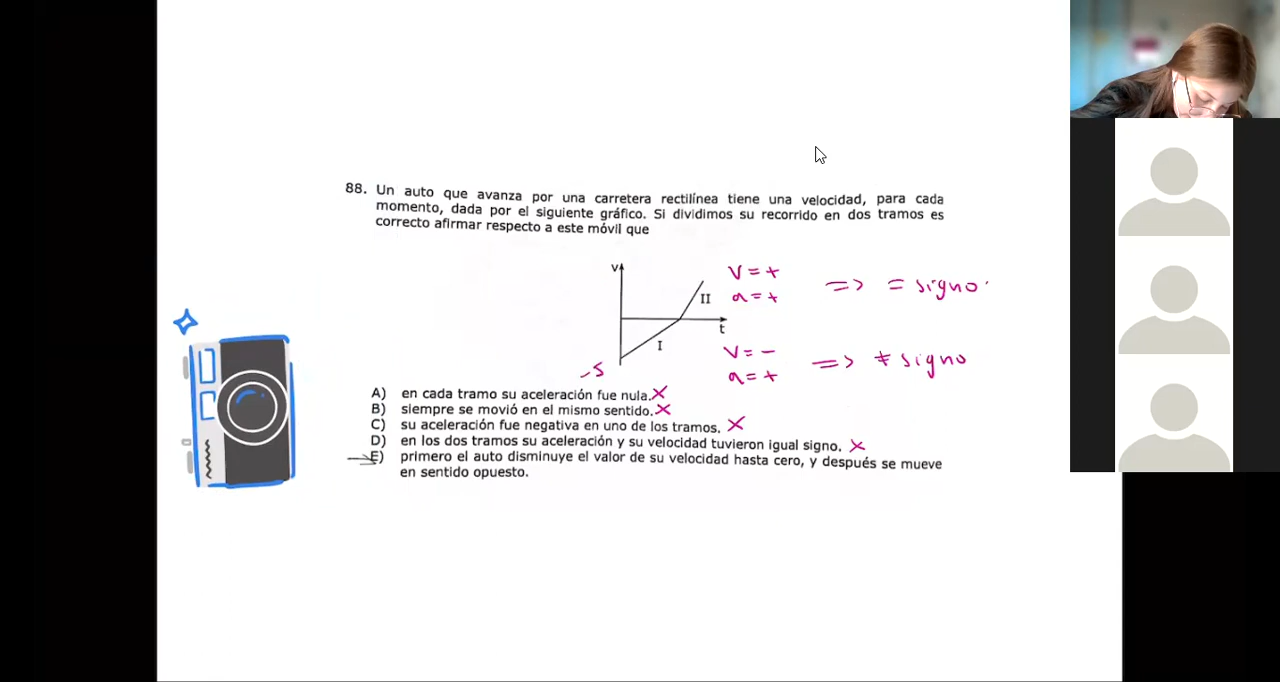 88. Un auto que avanza por una carretera rectilínea tiene una velocidad, para cada
momento, dada por el siguiente gráfico. Si dividimos su recorrido en dos tramos es
correcto afirmar respecto a este móvil que
v
II
t
I
-5
v = +
a = +
=> = signo
v = -
a = +
=> ≠ signo
A) en cada tramo su aceleración fue nula. X
B) siempre se movió en el mismo sentido. X
C) su aceleración fue negativa en uno de los tramos. X
D) en los dos tramos su aceleración y su velocidad tuvieron igual signo. X
E) primero el auto disminuye el valor de su velocidad hasta cero, y después se mueve
en sentido opuesto.